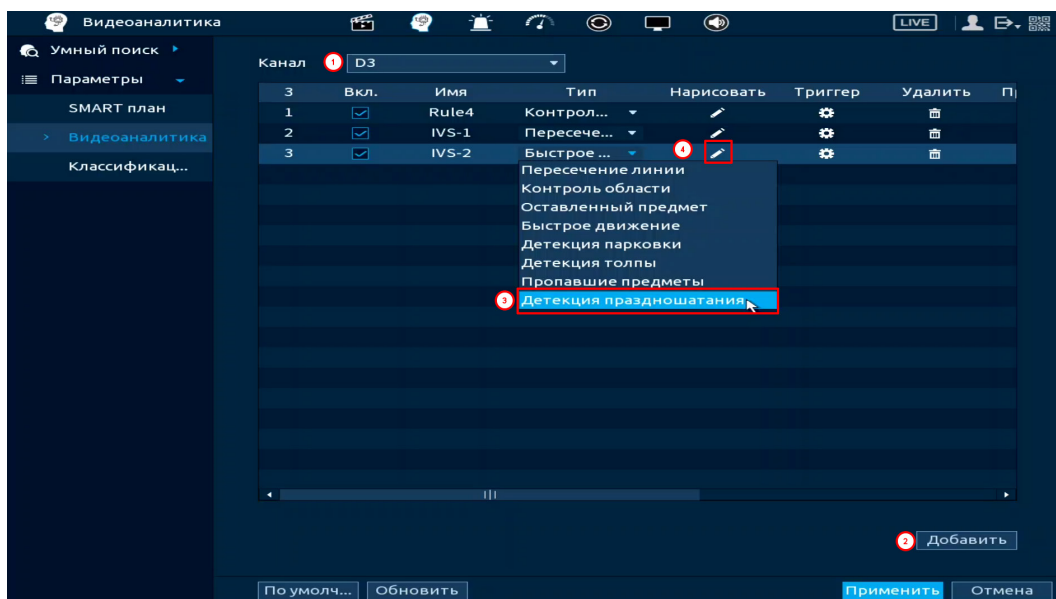 Видеоаналитика
LIVE
Умный поиск
Параметры
SMART план
Видеоаналитика
Классификац...
Канал 1 D3
3 Вкл. Имя Тип Нарисовать Триггер Удалить
1 Rule4 Контрол...
2 IVS-1 Пересече...
3 IVS-2 Быстрое ... 4
Пересечение линии
Контроль области
Оставленный предмет
Быстрое движение
Детекция парковки
Детекция толпы
Пропавшие предметы
3 Детекция праздношатания
2 Добавить
По умолч... Обновить Применить Отмена